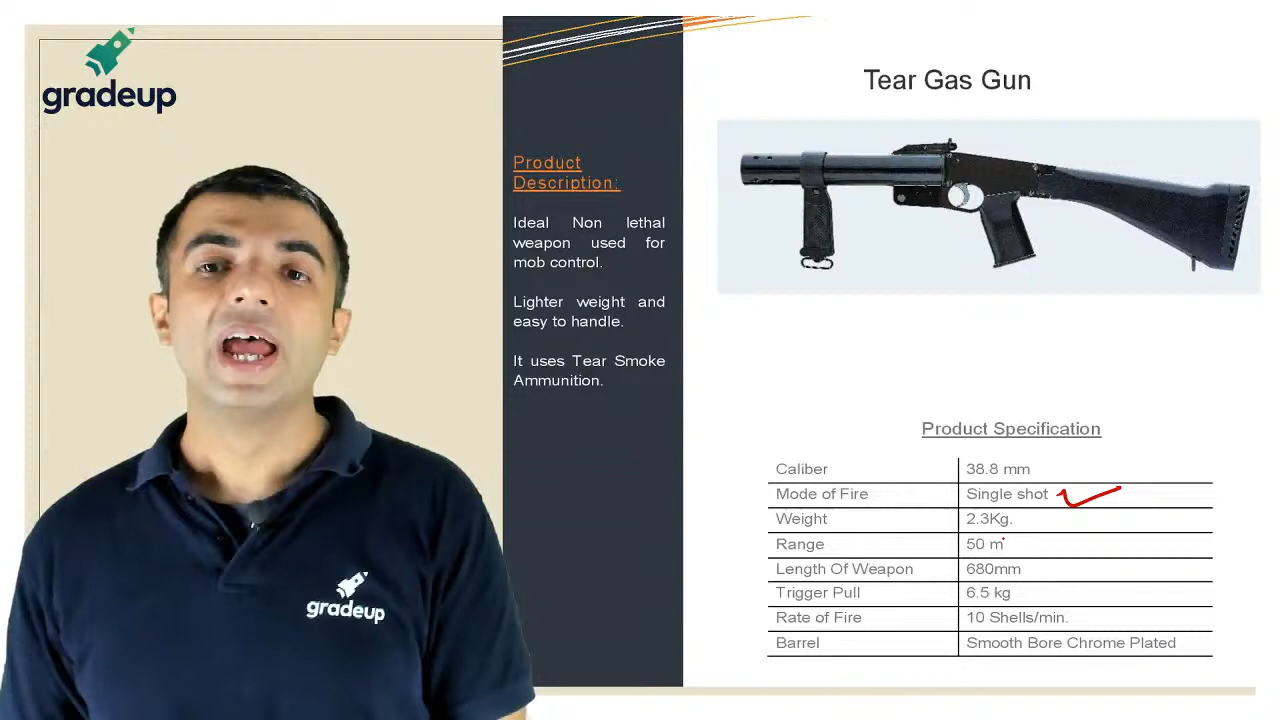 gradeup
Tear Gas Gun
Product
Description:
Ideal Non lethal
weapon used for
mob control.
Lighter weight and
easy to handle.
It uses Tear Smoke
Ammunition.
Product Specification
Caliber 38.8 mm
Mode of Fire Single shot
Weight 2.3Kg.
Range 50 m
Length Of Weapon 680mm
Trigger Pull 6.5 kg
Rate of Fire 10 Shells/min.
Barrel Smooth Bore Chrome Plated
gradeup